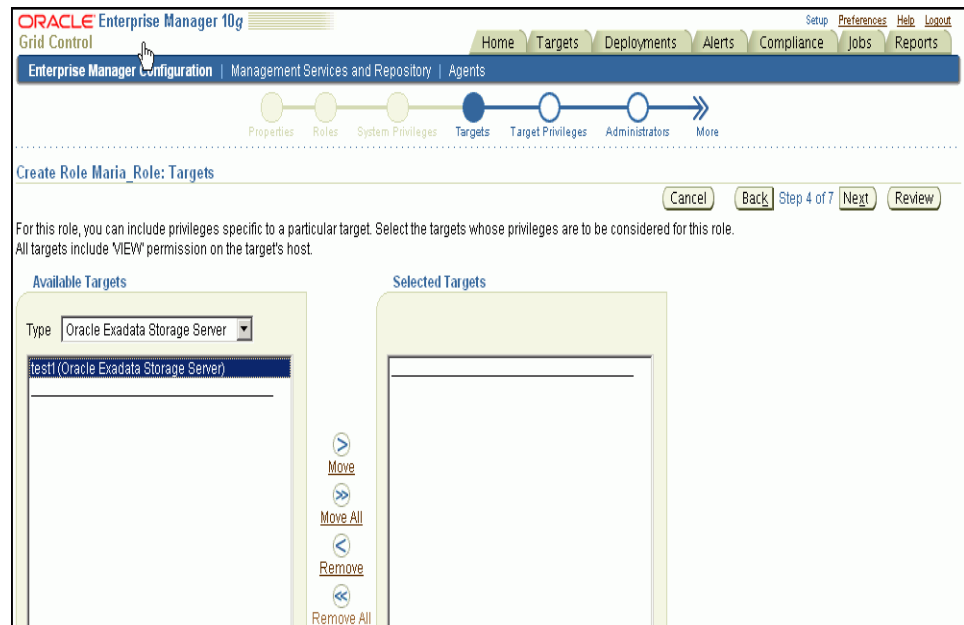 ORACLE Enterprise Manager 10g
Grid Control
Setup Preferences Help Logout
Home Targets Deployments Alerts Compliance Jobs Reports
Enterprise Manager Configuration | Management Services and Repository | Agents
Properties Roles System Privileges Targets Target Privileges Administrators More
Create Role Maria_Role: Targets
Cancel Back Step 4 of 7 Next Review
For this role, you can include privileges specific to a particular target. Select the targets whose privileges are to be considered for this role.
All targets include 'VIEW' permission on the target's host.
Available Targets
Selected Targets
Type Oracle Exadata Storage Server
test1 (Oracle Exadata Storage Server)
Move
Move All
Remove
Remove All